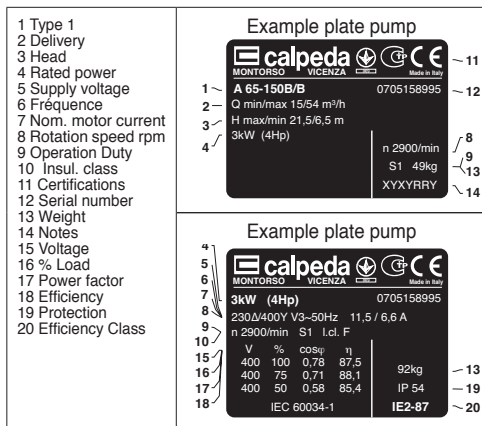 1 Type 1
2 Delivery
3 Head
4 Rated power
5 Supply voltage
6 Fréquence
7 Nom. motor current
8 Rotation speed rpm
9 Operation Duty
10 Insul. class
11 Certifications
12 Serial number
13 Weight
14 Notes
15 Voltage
16 % Load
17 Power factor
18 Efficiency
19 Protection
20 Efficiency Class
Example plate pump
calpeda
MONTORSO VICENZA Made in Italy
11
1 A 65-150B/B 0705158995 12
2 Q min/max 15/54 m³/h
3 H max/min 21,5/6,5 m
4 3kW (4Hp)
n 2900/min 8
S1 49kg 9
13
XYXYRRY 14
Example plate pump
calpeda
MONTORSO VICENZA Made in Italy
4
5
6
7
8
9
10
15
16
17
18
3kW (4Hp) 0705158995
230Δ/400Y V3~50Hz 11,5 / 6,6 A
n 2900/min S1 I.cl. F
V % cosφ η
400 100 0,78 87,5
400 75 0,71 88,1
400 50 0,58 85,4
IEC 60034-1
92kg 13
IP 54 19
IE2-87 20